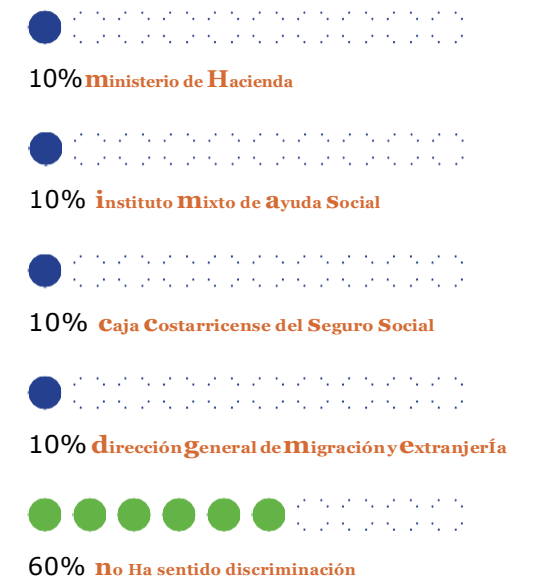 10% ministerio de Hacienda
10% instituto mixto de ayuda Social
10% caja Costarricense del Seguro Social
10% dirección general de migración y extranjerÍa
60% no Ha sentido discriminación